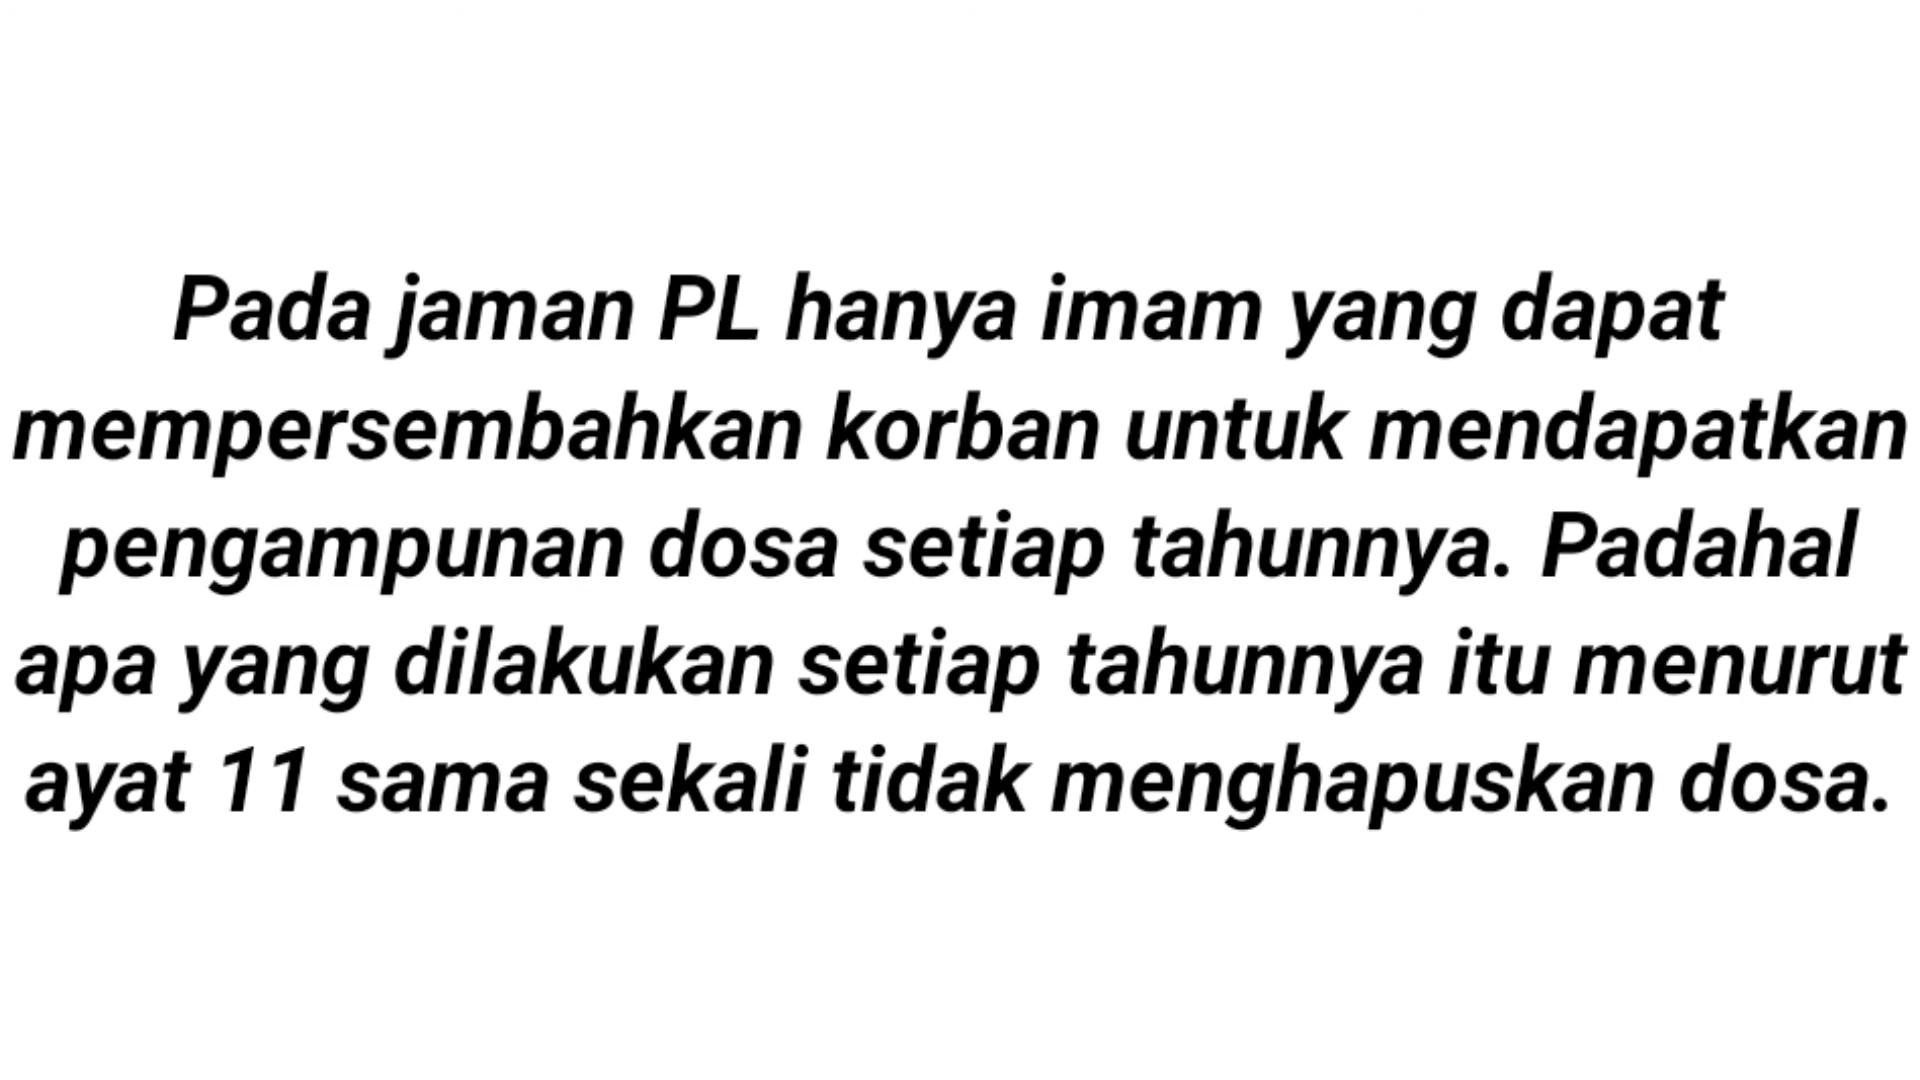 Pada jaman PL hanya imam yang dapat
mempersembahkan korban untuk mendapatkan
pengampunan dosa setiap tahunnya. Padahal
apa yang dilakukan setiap tahunnya itu menurut
ayat 11 sama sekali tidak menghapuskan dosa.